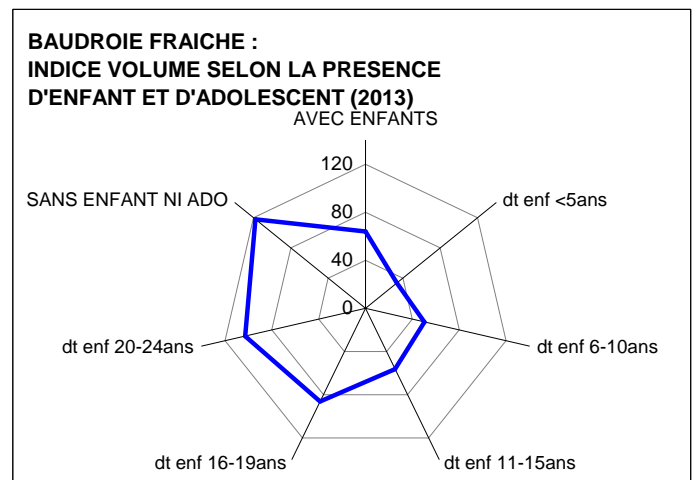 BAUDROIE FRAICHE :
INDICE VOLUME SELON LA PRESENCE
D'ENFANT ET D'ADOLESCENT (2013)
AVEC ENFANTS
120
SANS ENFANT NI ADO
dt enf <5ans
80
40
0
dt enf 20-24ans
dt enf 6-10ans
dt enf 16-19ans
dt enf 11-15ans